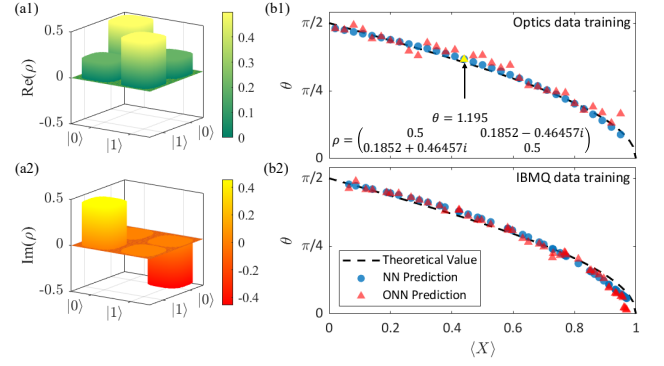 (a1)
Re(ρ)
0.5
0
-0.5
|0⟩
|1⟩
|1⟩
|0⟩
0.4
0.3
0.2
0.1
0
(b1)
Optics data training
π/2
π/4
0
θ
θ = 1.195
ρ = ( 0.5 0.1852 − 0.46457i
0.1852 + 0.46457i 0.5 )
(a2)
Im(ρ)
0.5
0
-0.5
|0⟩
|1⟩
|1⟩
|0⟩
0.4
0.2
0
-0.2
-0.4
(b2)
IBMQ data training
π/2
π/4
0
θ
Theoretical Value
NN Prediction
ONN Prediction
0 0.2 0.4 0.6 0.8 1
⟨X⟩